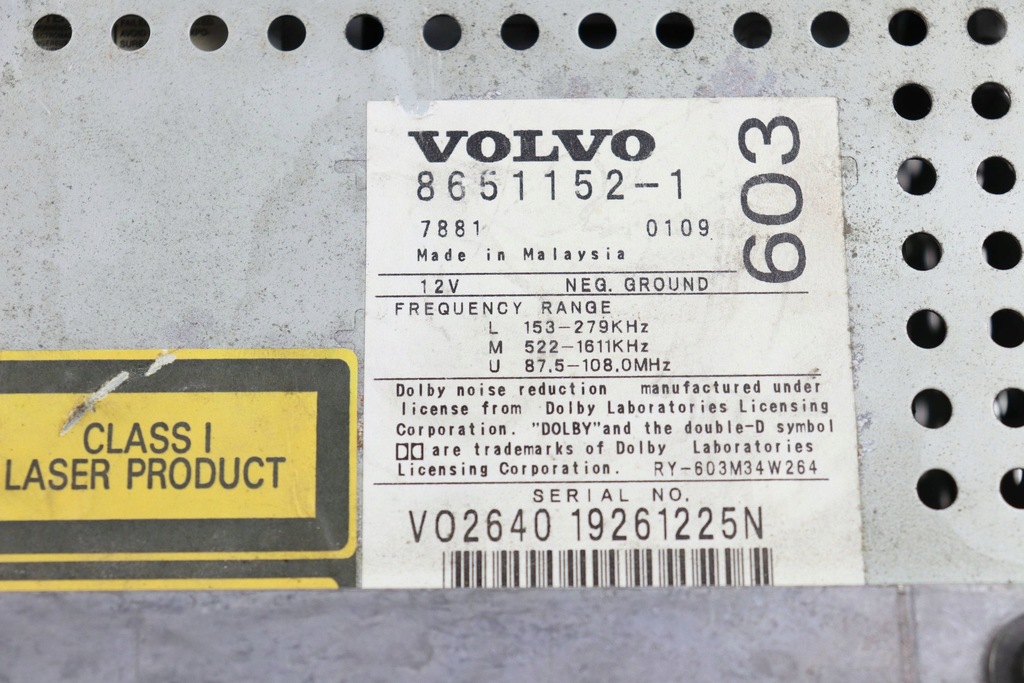 VOLVO
8651152-1
603
7881 0109
Made in Malaysia
12V NEG. GROUND
FREQUENCY RANGE
L 153-279KHz
M 522-1611KHz
U 87.5-108.0MHz
Dolby noise reduction manufactured under
license from Dolby Laboratories Licensing
Corporation. "DOLBY"and the double-D symbol
are trademarks of Dolby Laboratories
Licensing Corporation. RY-603M34W264
SERIAL NO.
VO2640 19261225N
CLASS I
LASER PRODUCT